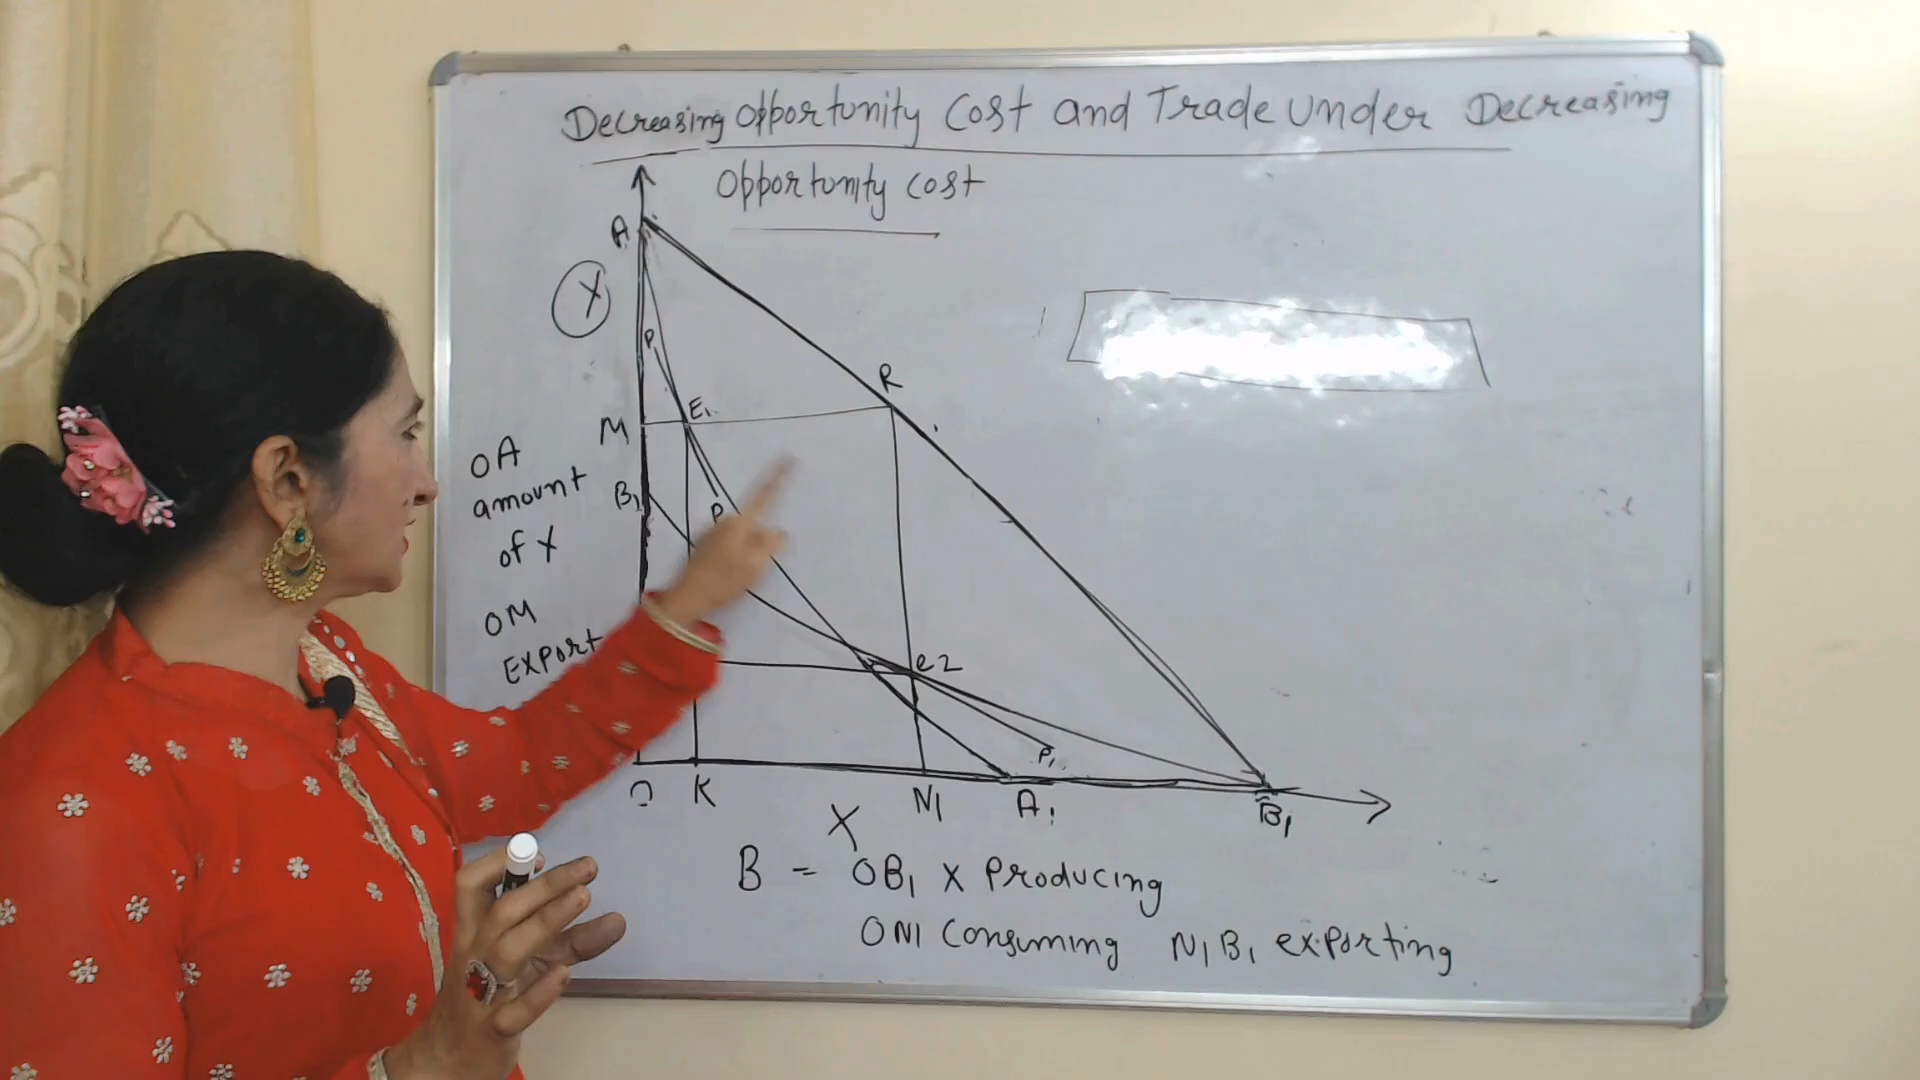 Decreasing Opportunity Cost and Trade Under Decreasing
Opportunity Cost
A
Y
P
R
E1
M
OA
amount
of Y
B1
P
OM
Export
e2
P1
O K N1 A1 B1
X
B = OB1 X Producing
ON1 Consuming N1B1 exporting